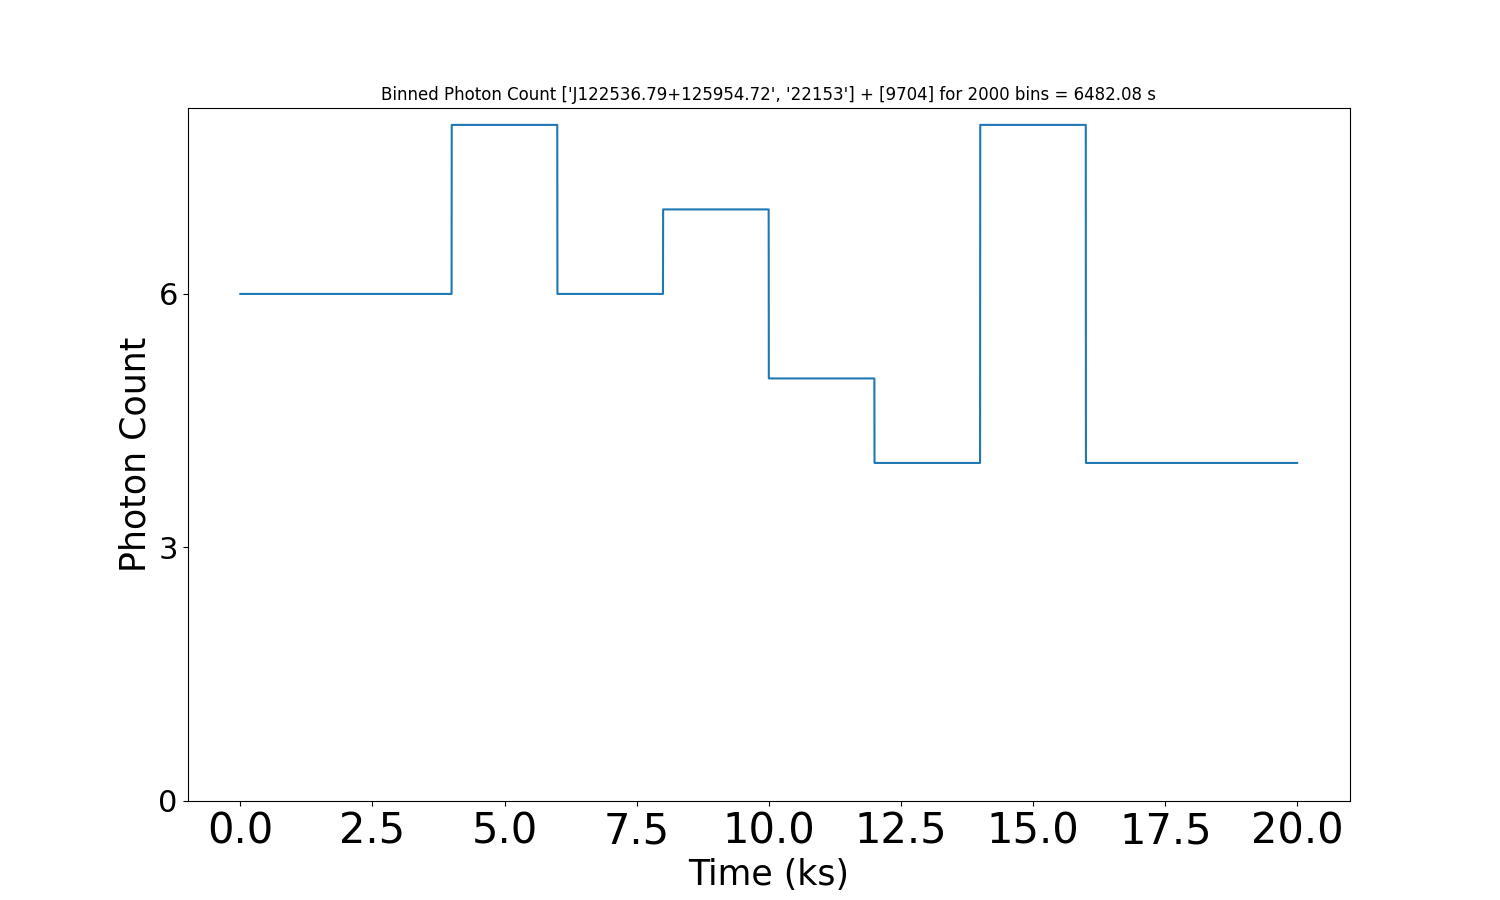 Binned Photon Count ['J122536.79+125954.72', '22153'] + [9704] for 2000 bins = 6482.08 s
Photon Count
6
3
0
0.0 2.5 5.0 7.5 10.0 12.5 15.0 17.5 20.0
Time (ks)